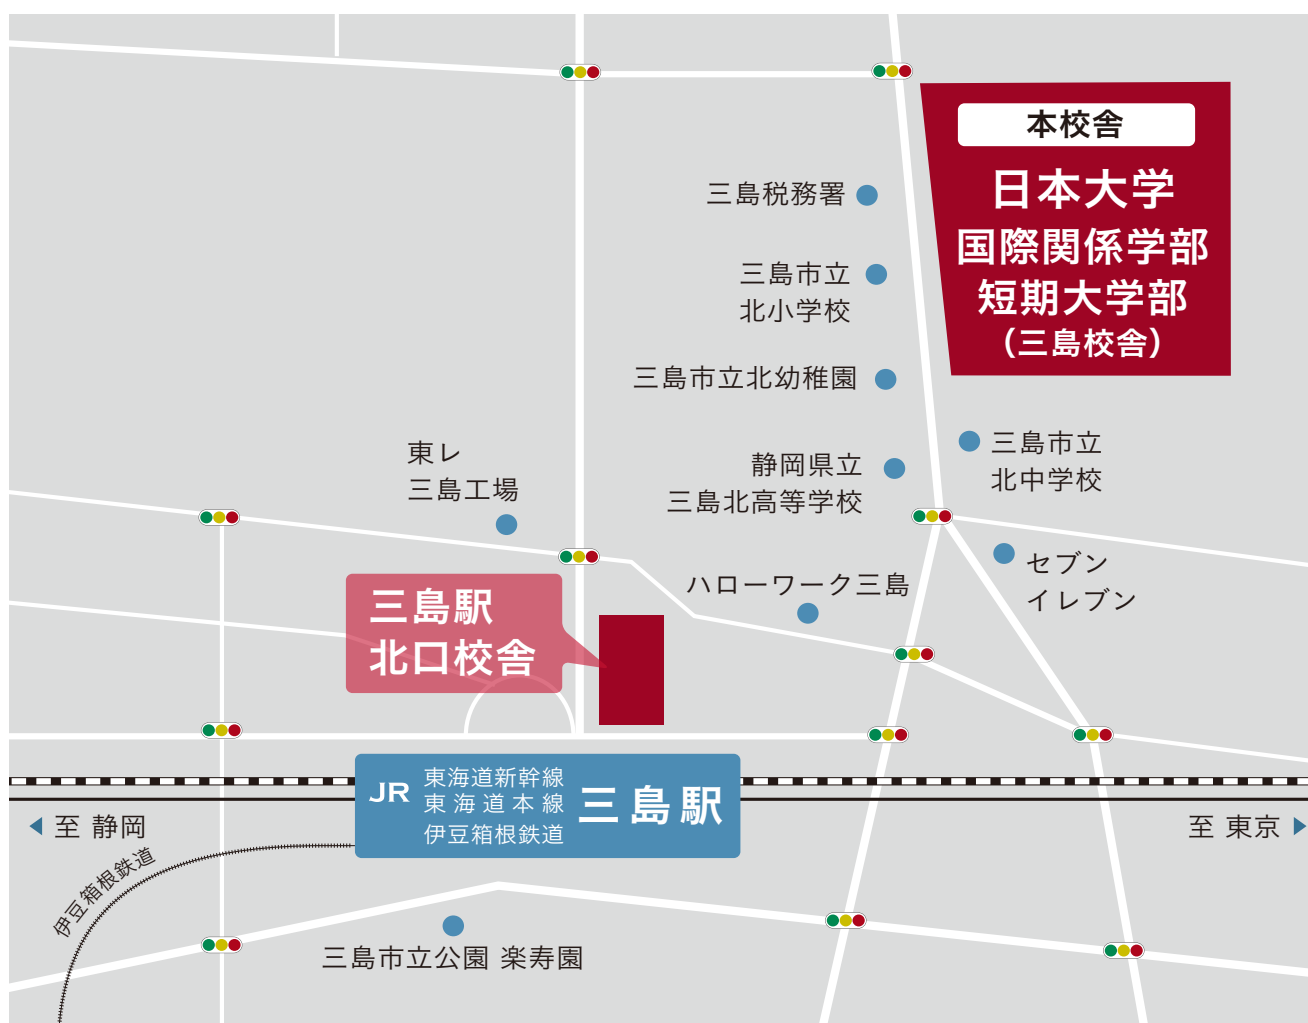 本校舎
日本大学
国際関係学部
短期大学部
（三島校舎）
三島税務署
三島市立
北小学校
三島市立北幼稚園
三島市立
北中学校
静岡県立
三島北高等学校
東レ
三島工場
セブン
イレブン
ハローワーク三島
三島駅
北口校舎
JR
東海道新幹線
東海道本線
伊豆箱根鉄道
三島駅
至 静岡
至 東京
伊豆箱根鉄道
三島市立公園 楽寿園